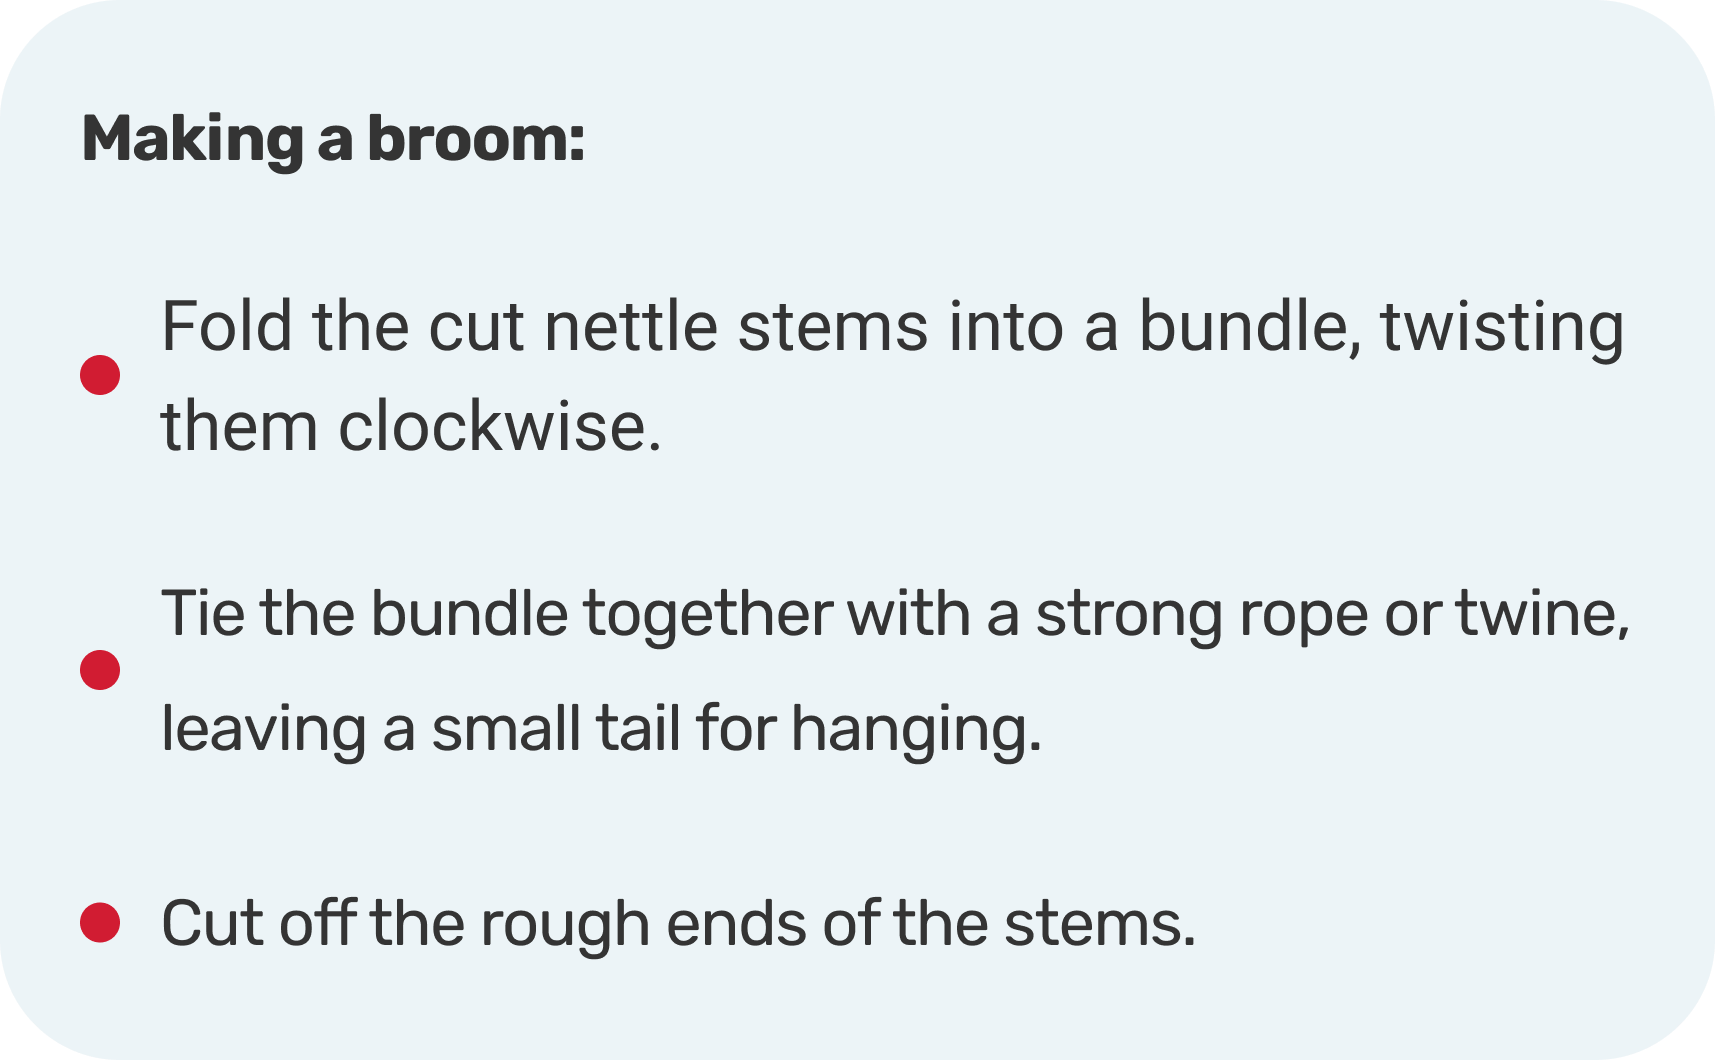 Making a broom:
Fold the cut nettle stems into a bundle, twisting
them clockwise.
Tie the bundle together with a strong rope or twine,
leaving a small tail for hanging.
Cut off the rough ends of the stems.